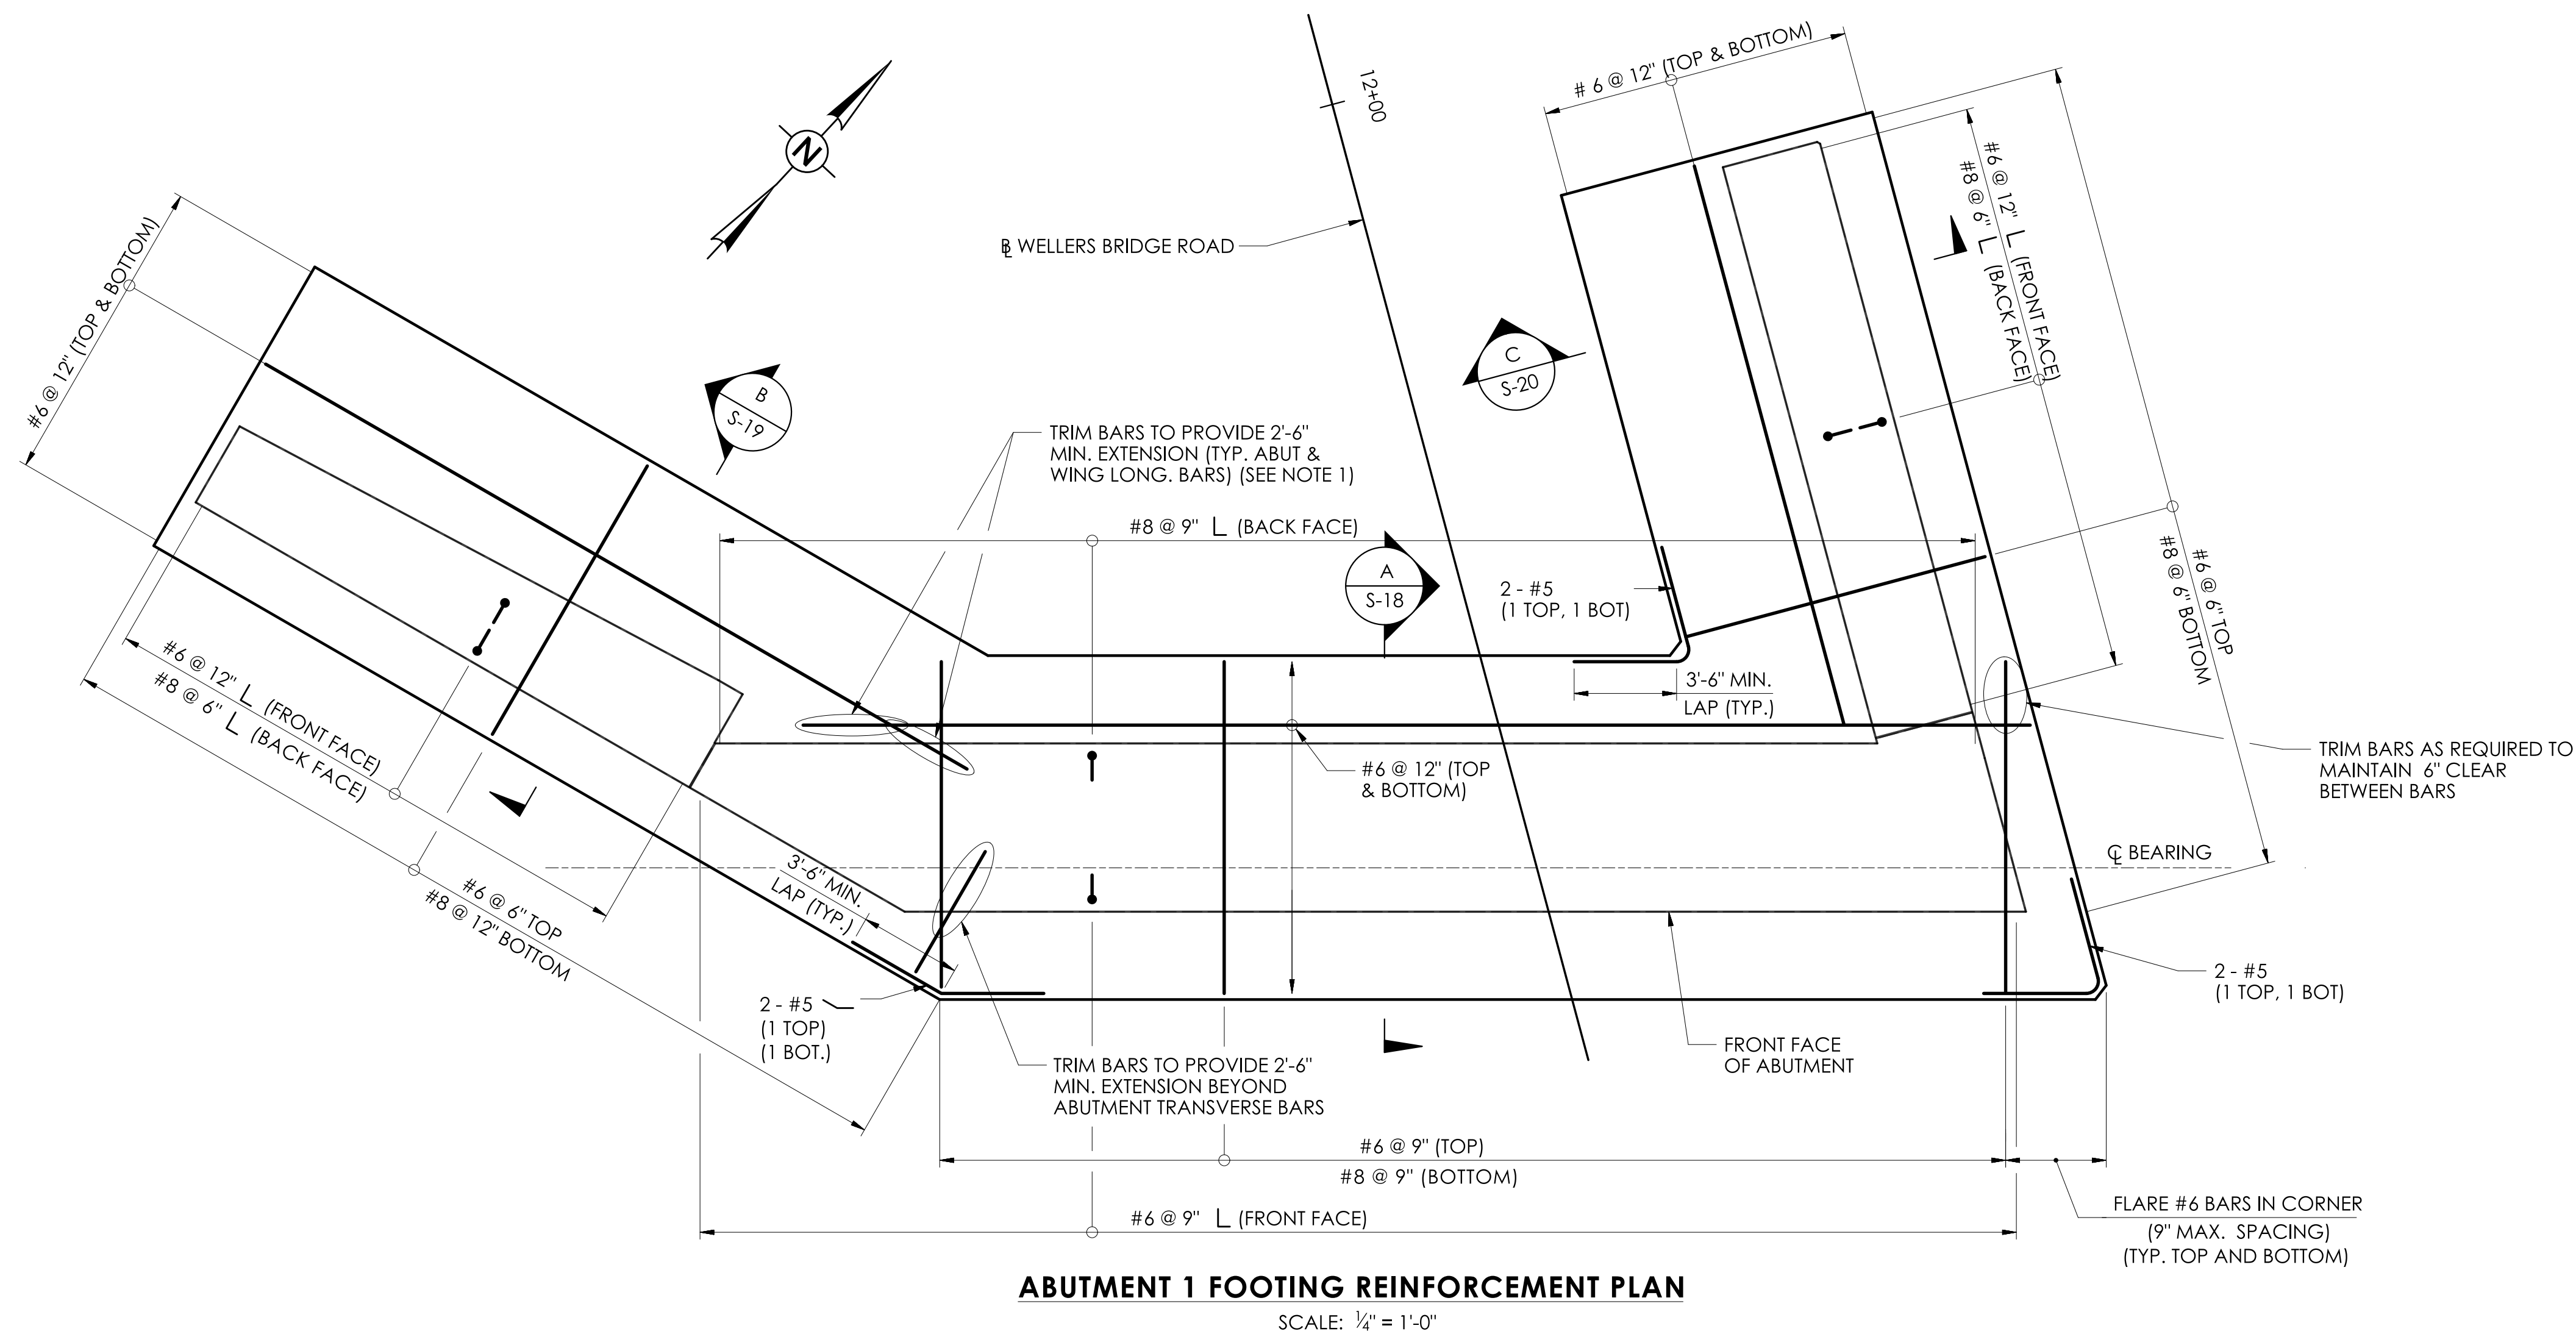 # 6 @ 12" (TOP & BOTTOM)
12+00
N
#6 @ 12" L (FRONT FACE)
#8 @ 6" L (BACK FACE)
℄ WELLERS BRIDGE ROAD
#6 @ 12" (TOP & BOTTOM)
B
S-19
C
S-20
TRIM BARS TO PROVIDE 2'-6"
MIN. EXTENSION (TYP. ABUT &
WING LONG. BARS) (SEE NOTE 1)
#8 @ 9" L (BACK FACE)
A
S-18
2 - #5
(1 TOP, 1 BOT)
#6 @ 6" TOP
#8 @ 6" BOTTOM
3'-6" MIN.
LAP (TYP.)
#6 @ 12" L (FRONT FACE)
#8 @ 6" L (BACK FACE)
#6 @ 12" (TOP
& BOTTOM)
TRIM BARS AS REQUIRED TO
MAINTAIN 6" CLEAR
BETWEEN BARS
℄ BEARING
3'-6" MIN.
LAP (TYP.)
#6 @ 6" TOP
#8 @ 12" BOTTOM
2 - #5
(1 TOP)
(1 BOT.)
2 - #5
(1 TOP, 1 BOT)
FRONT FACE
OF ABUTMENT
TRIM BARS TO PROVIDE 2'-6"
MIN. EXTENSION BEYOND
ABUTMENT TRANSVERSE BARS
#6 @ 9" (TOP)
#8 @ 9" (BOTTOM)
#6 @ 9" L (FRONT FACE)
FLARE #6 BARS IN CORNER
(9" MAX. SPACING)
(TYP. TOP AND BOTTOM)
ABUTMENT 1 FOOTING REINFORCEMENT PLAN
SCALE: ¼" = 1'-0"